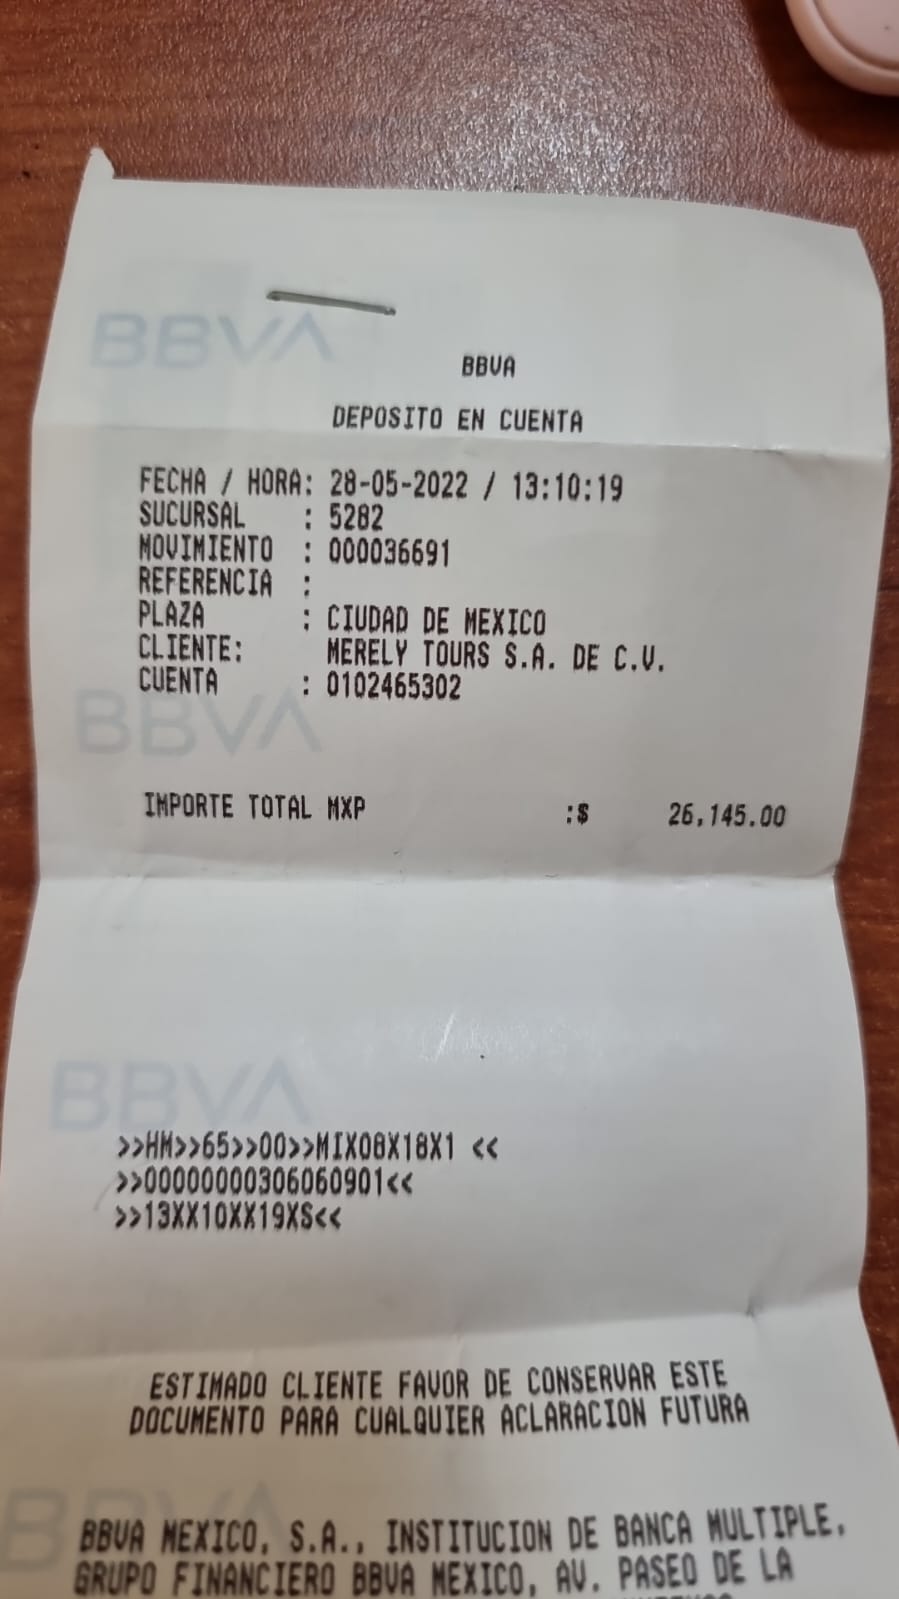 BBVA
BBVA
DEPOSITO EN CUENTA
FECHA / HORA: 28-05-2022 / 13:10:19
SUCURSAL : 5282
MOVIMIENTO : 000036691
REFERENCIA :
PLAZA : CIUDAD DE MEXICO
CLIENTE: MERELY TOURS S.A. DE C.V.
CUENTA : 0102465302
BBVA
IMPORTE TOTAL MXP :$ 26,145.00
BBVA
>>HM>>65>>00>>MIX08X18X1 <<
>>00000000306060901<<
>>13XX10XX19XS<<
ESTIMADO CLIENTE FAVOR DE CONSERVAR ESTE
DOCUMENTO PARA CUALQUIER ACLARACION FUTURA
BBVA
BBVA MEXICO, S.A., INSTITUCION DE BANCA MULTIPLE,
GRUPO FINANCIERO BBVA MEXICO, AV. PASEO DE LA